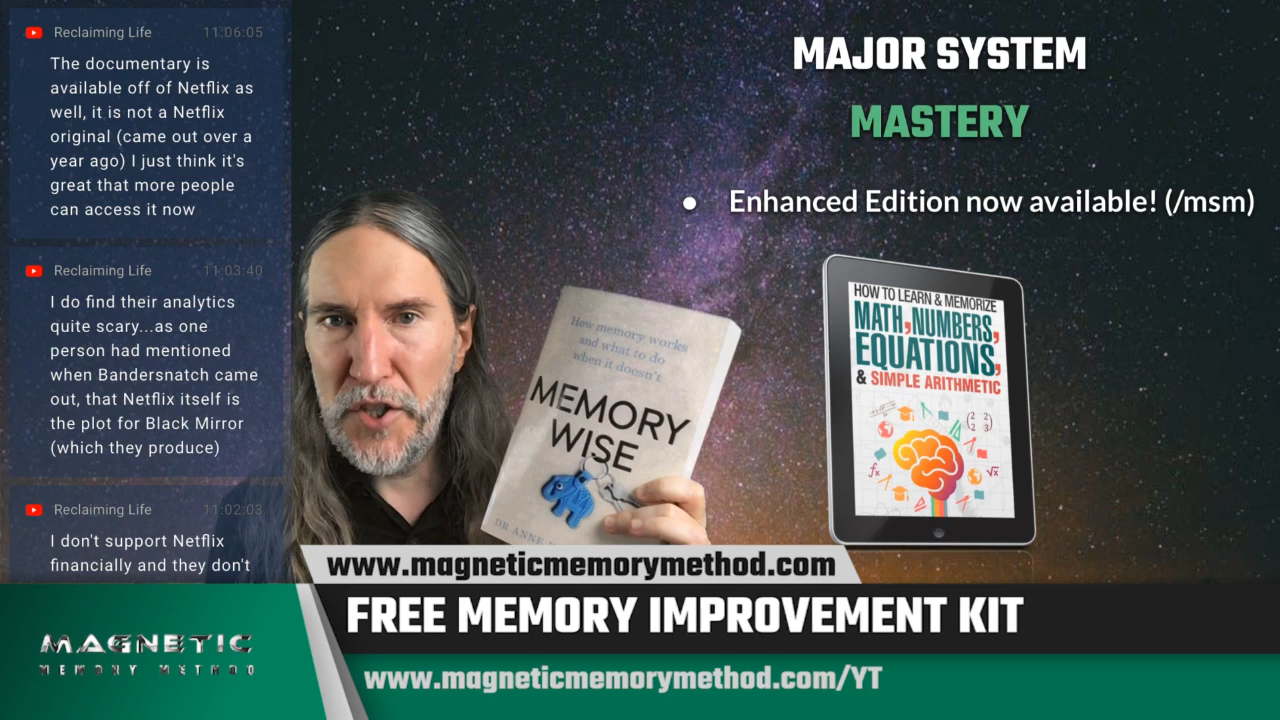 Reclaiming Life 11:06:05
The documentary is
available off of Netflix as
well, it is not a Netflix
original (came out over a
year ago) I just think it's
great that more people
can access it now
Reclaiming Life 11:03:40
I do find their analytics
quite scary...as one
person had mentioned
when Bandersnatch came
out, that Netflix itself is
the plot for Black Mirror
(which they produce)
Reclaiming Life 11:02:03
I don't support Netflix
financially and they don't
MAJOR SYSTEM
MASTERY
• Enhanced Edition now available! (/msm)
How memory works
and what to do
when it doesn't
MEMORY
WISE
DR ANNE
HOW TO LEARN & MEMORIZE
MATH, NUMBERS,
EQUATIONS,
& SIMPLE ARITHMETIC
www.magneticmemorymethod.com
FREE MEMORY IMPROVEMENT KIT
www.magneticmemorymethod.com/YT
MAGNETIC
MEMORY METHOD